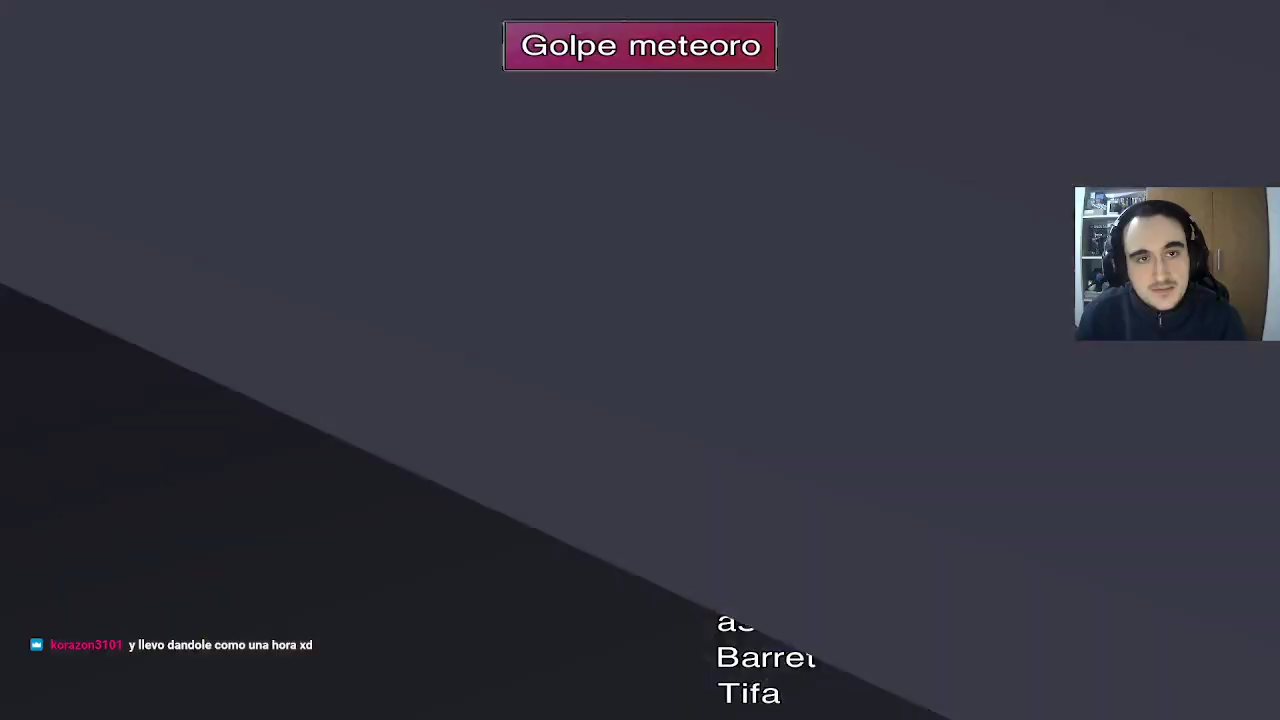 Golpe meteoro
korazon3101 y llevo dandole como una hora xd
Barret
Tifa